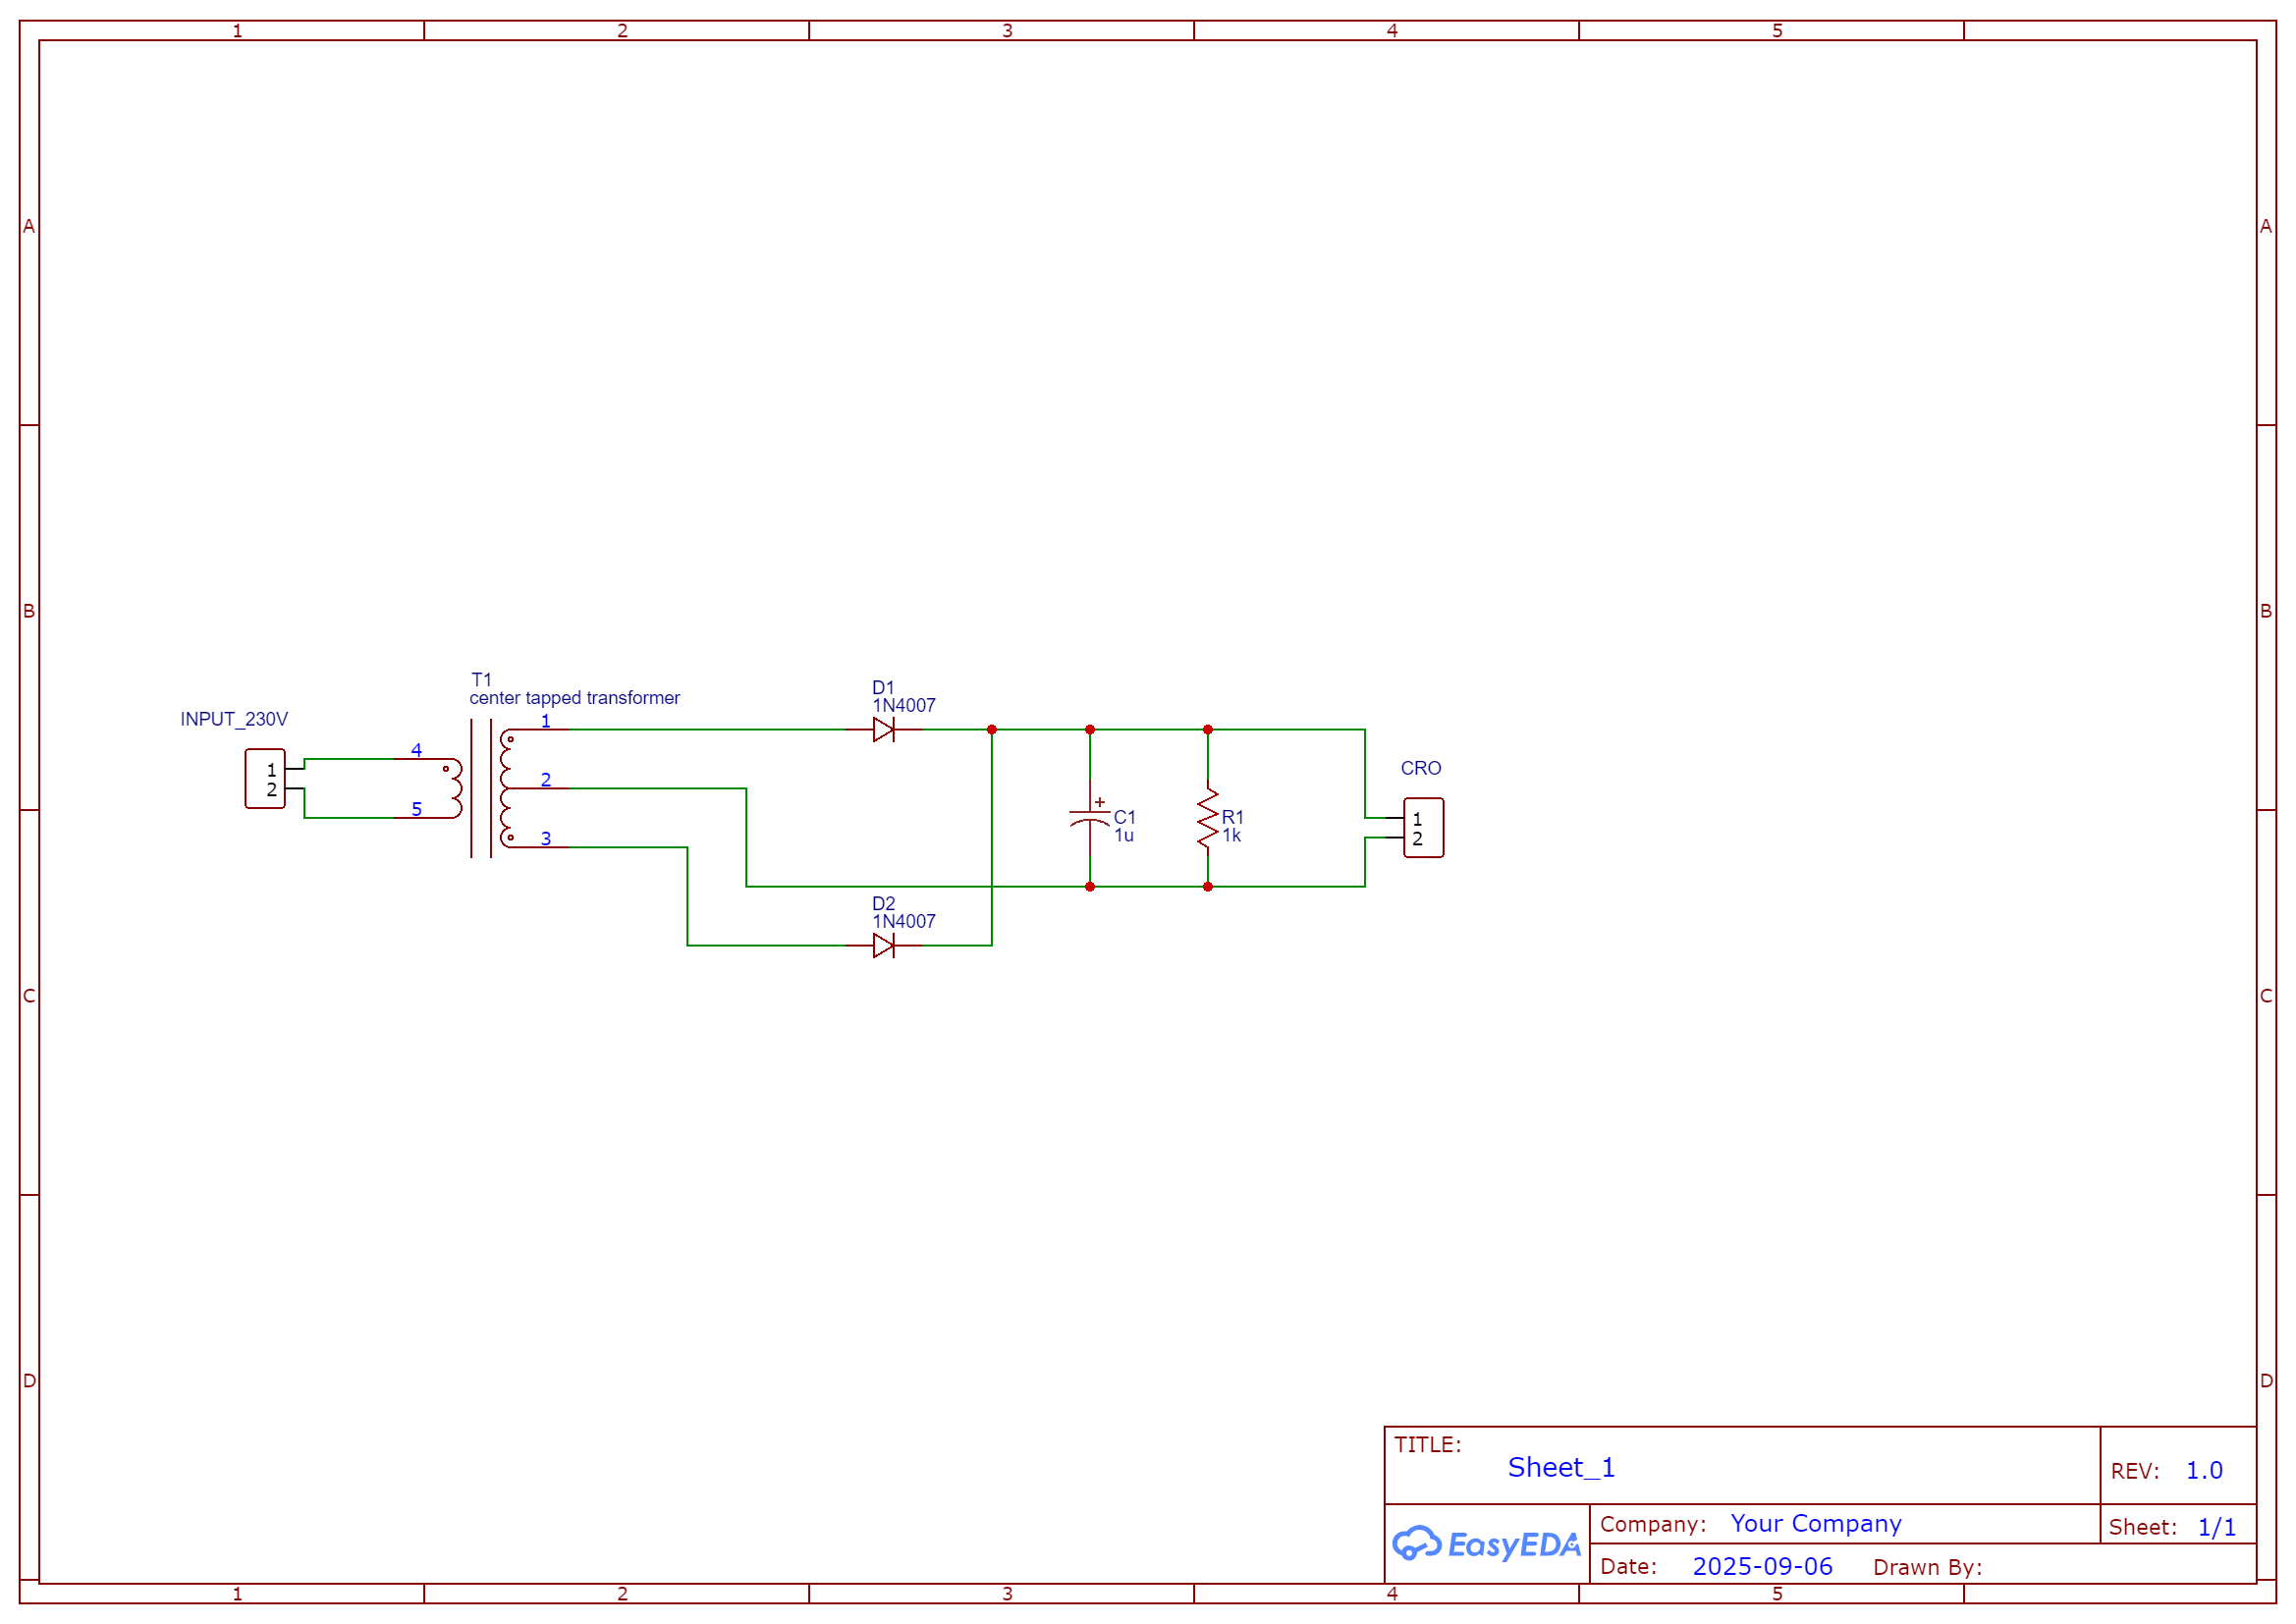 1 2 3 4 5
A A
B B
C C
D D
T1
center tapped transformer
INPUT_230V
1
2
4
5
1
2
3
D1
1N4007
D2
1N4007
C1
1u
R1
1k
CRO
1
2
TITLE:
Sheet_1
REV: 1.0
EasyEDA
Company: Your Company
Sheet: 1/1
Date: 2025-09-06 Drawn By:
1 2 3 4 5